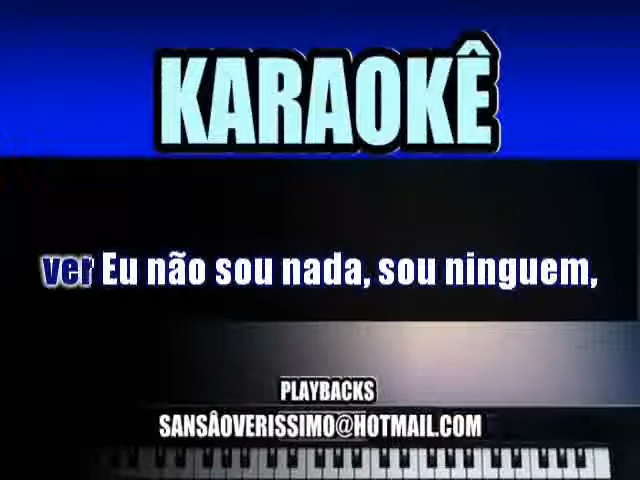 KARAOKÊ
ver Eu não sou nada, sou ninguem,
PLAYBACKS
SANSÂOVERISSIMO@HOTMAIL.COM